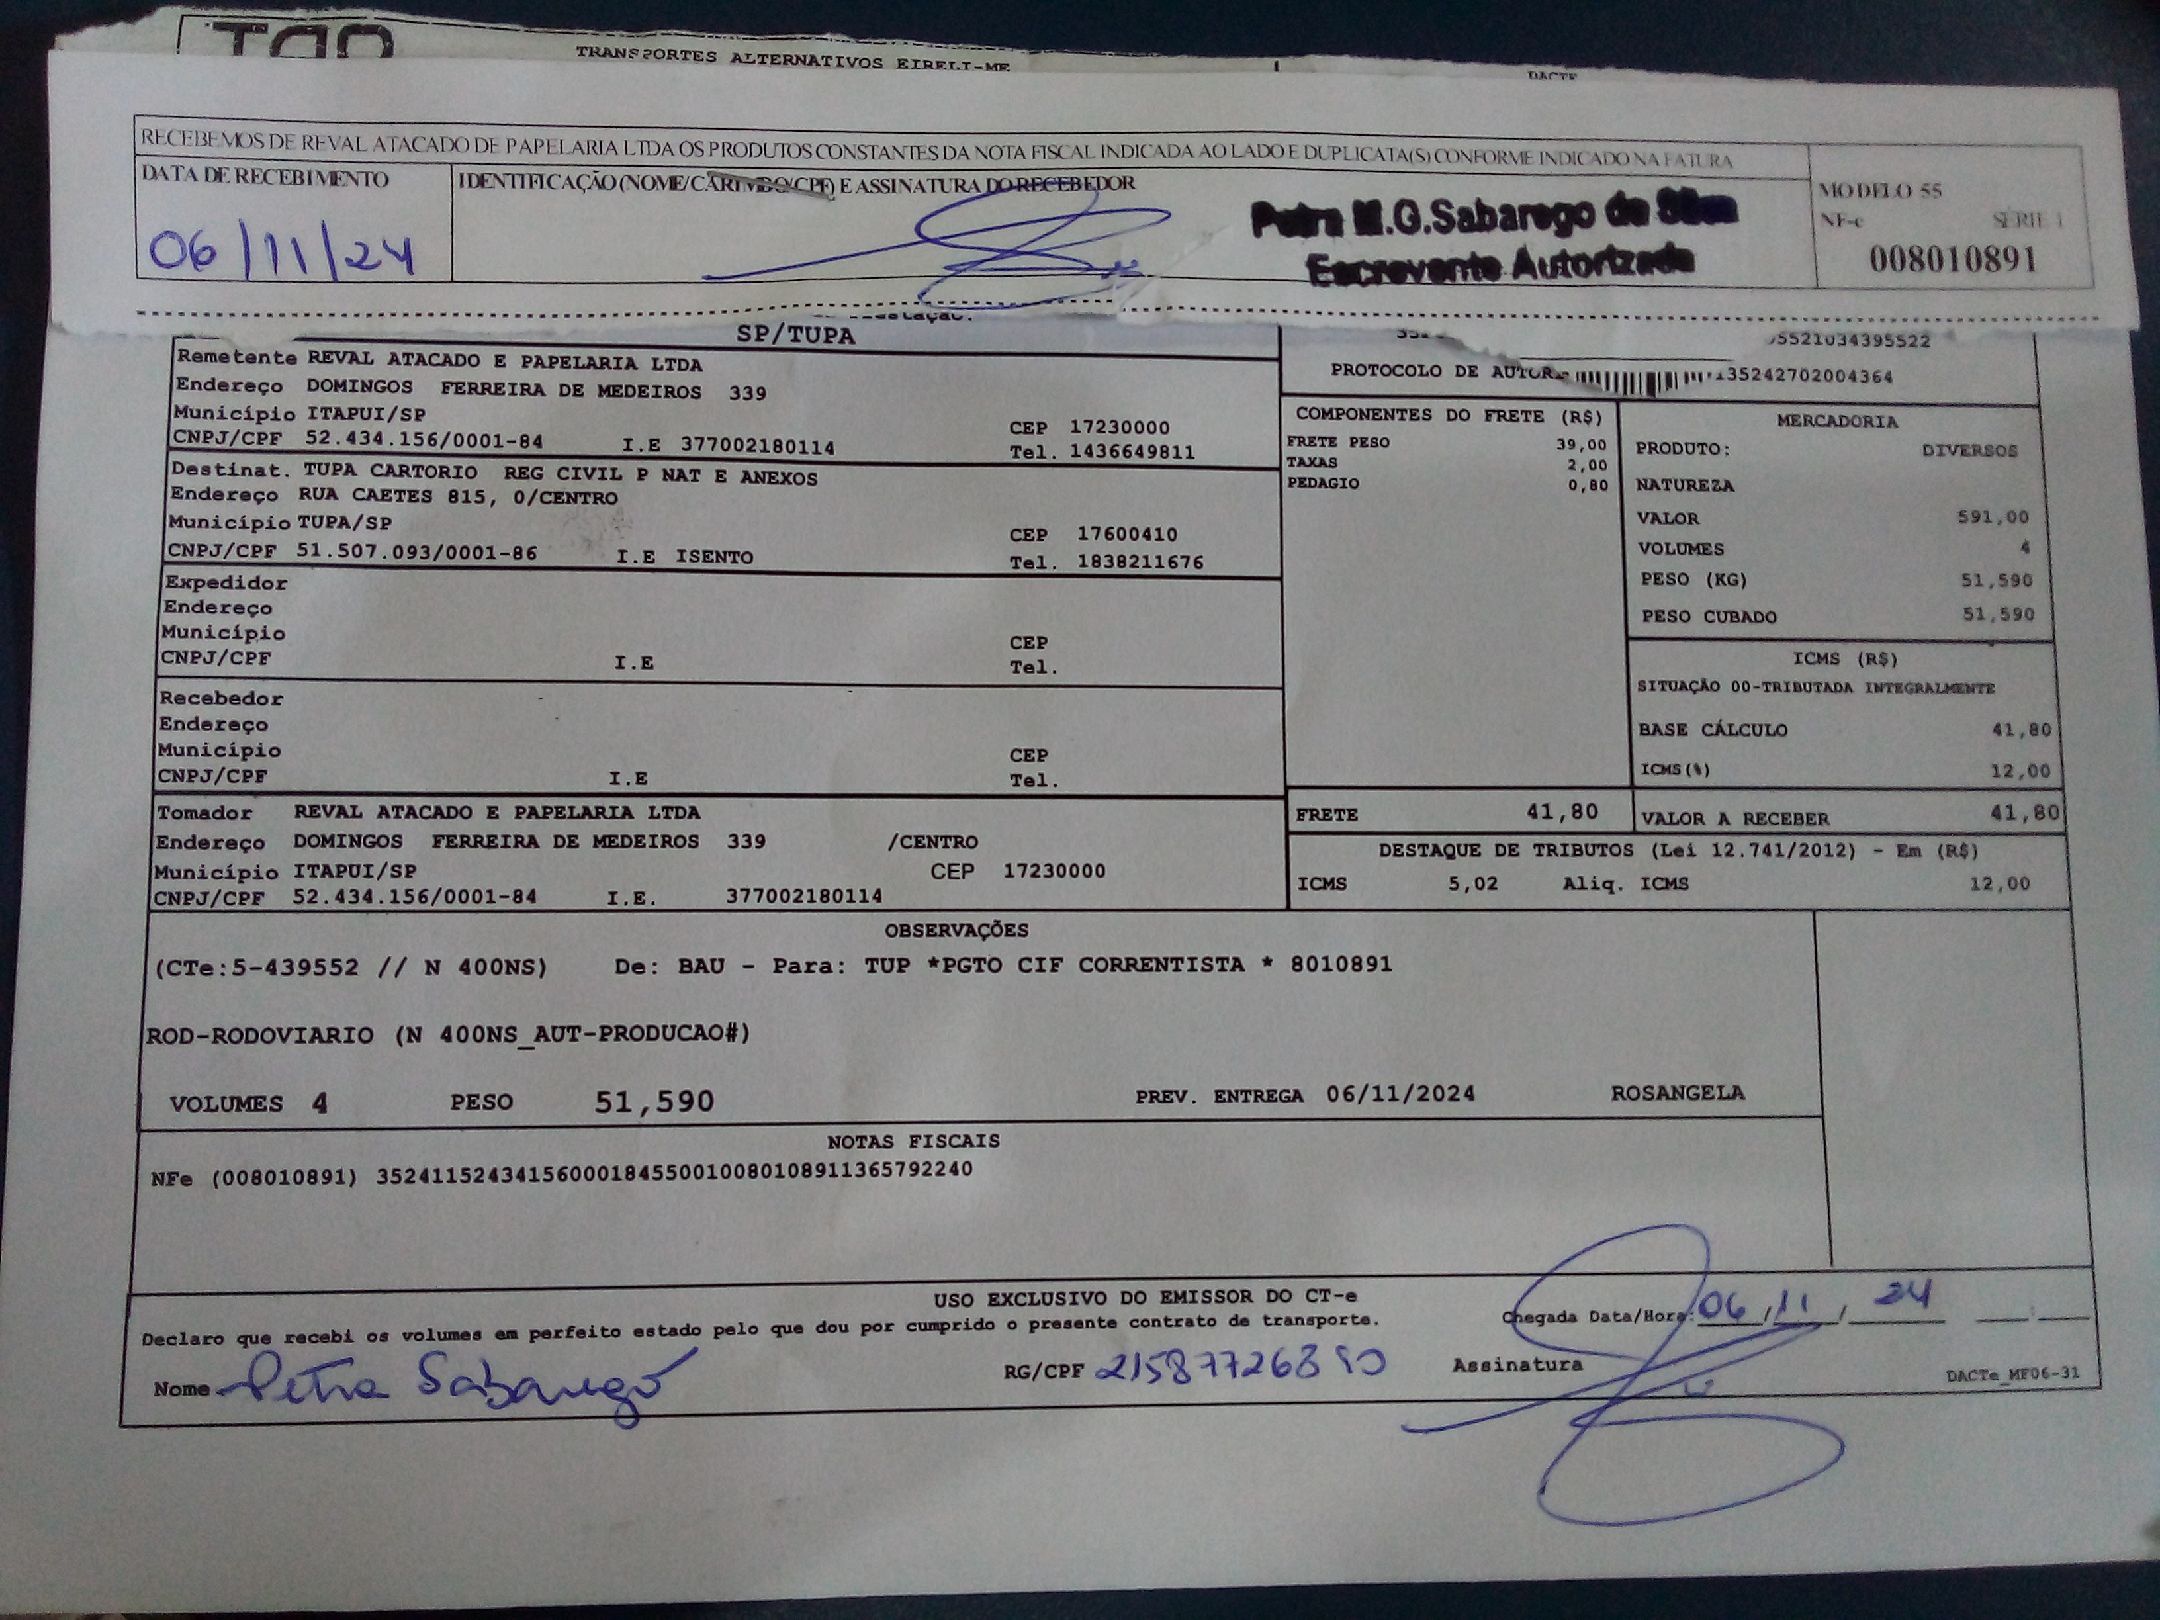 TRANSPORTES ALTERNATIVOS EIRELI-ME
DACTE
RECEBEMOS DE REVAL ATACADO DE PAPELARIA LTDA OS PRODUTOS CONSTANTES DA NOTA FISCAL INDICADA AO LADO E DUPLICATA(S) CONFORME INDICADO NA FATURA
DATA DE RECEBIMENTO
06/11/24
IDENTIFICAÇÃO (NOME/CARIMBO/CPF) E ASSINATURA DO RECEBEDOR
Petra M.G.Sabarego da Silva
Escrevente Autorizada
MODELO 55
NF-e SÉRIE 1
008010891
SP/TUPA
Remetente REVAL ATACADO E PAPELARIA LTDA
Endereço DOMINGOS FERREIRA DE MEDEIROS 339
Município ITAPUI/SP CEP 17230000
CNPJ/CPF 52.434.156/0001-84 I.E 377002180114 Tel. 1436649811
Destinat. TUPA CARTORIO REG CIVIL P NAT E ANEXOS
Endereço RUA CAETES 815, 0/CENTRO
Município TUPA/SP CEP 17600410
CNPJ/CPF 51.507.093/0001-86 I.E ISENTO Tel. 1838211676
Expedidor
Endereço
Município CEP
CNPJ/CPF I.E Tel.
Recebedor
Endereço
Município CEP
CNPJ/CPF I.E Tel.
Tomador REVAL ATACADO E PAPELARIA LTDA
Endereço DOMINGOS FERREIRA DE MEDEIROS 339 /CENTRO
Município ITAPUI/SP CEP 17230000
CNPJ/CPF 52.434.156/0001-84 I.E. 377002180114
5521034395522
PROTOCOLO DE AUTOR 135242702004364
COMPONENTES DO FRETE (R$)
FRETE PESO 39,00
TAXAS 2,00
PEDAGIO 0,80
MERCADORIA
PRODUTO: DIVERSOS
NATUREZA
VALOR 591,00
VOLUMES 4
PESO (KG) 51,590
PESO CUBADO 51,590
ICMS (R$)
SITUAÇÃO 00-TRIBUTADA INTEGRALMENTE
BASE CÁLCULO 41,80
ICMS(%) 12,00
FRETE 41,80 VALOR A RECEBER 41,80
DESTAQUE DE TRIBUTOS (Lei 12.741/2012) - Em (R$)
ICMS 5,02 Aliq. ICMS 12,00
OBSERVAÇÕES
(CTe:5-439552 // N 400NS) De: BAU - Para: TUP *PGTO CIF CORRENTISTA * 8010891
ROD-RODOVIARIO (N 400NS_AUT-PRODUCAO#)
VOLUMES 4 PESO 51,590 PREV. ENTREGA 06/11/2024 ROSANGELA
NOTAS FISCAIS
NFe (008010891) 35241152434156000184550010080108911365792240
USO EXCLUSIVO DO EMISSOR DO CT-e
Declaro que recebi os volumes em perfeito estado pelo que dou por cumprido o presente contrato de transporte.
Chegada Data/Hora: 06/11/24
Nome Petra Sabarego RG/CPF 21587726890 Assinatura
DACTe_MF06-31